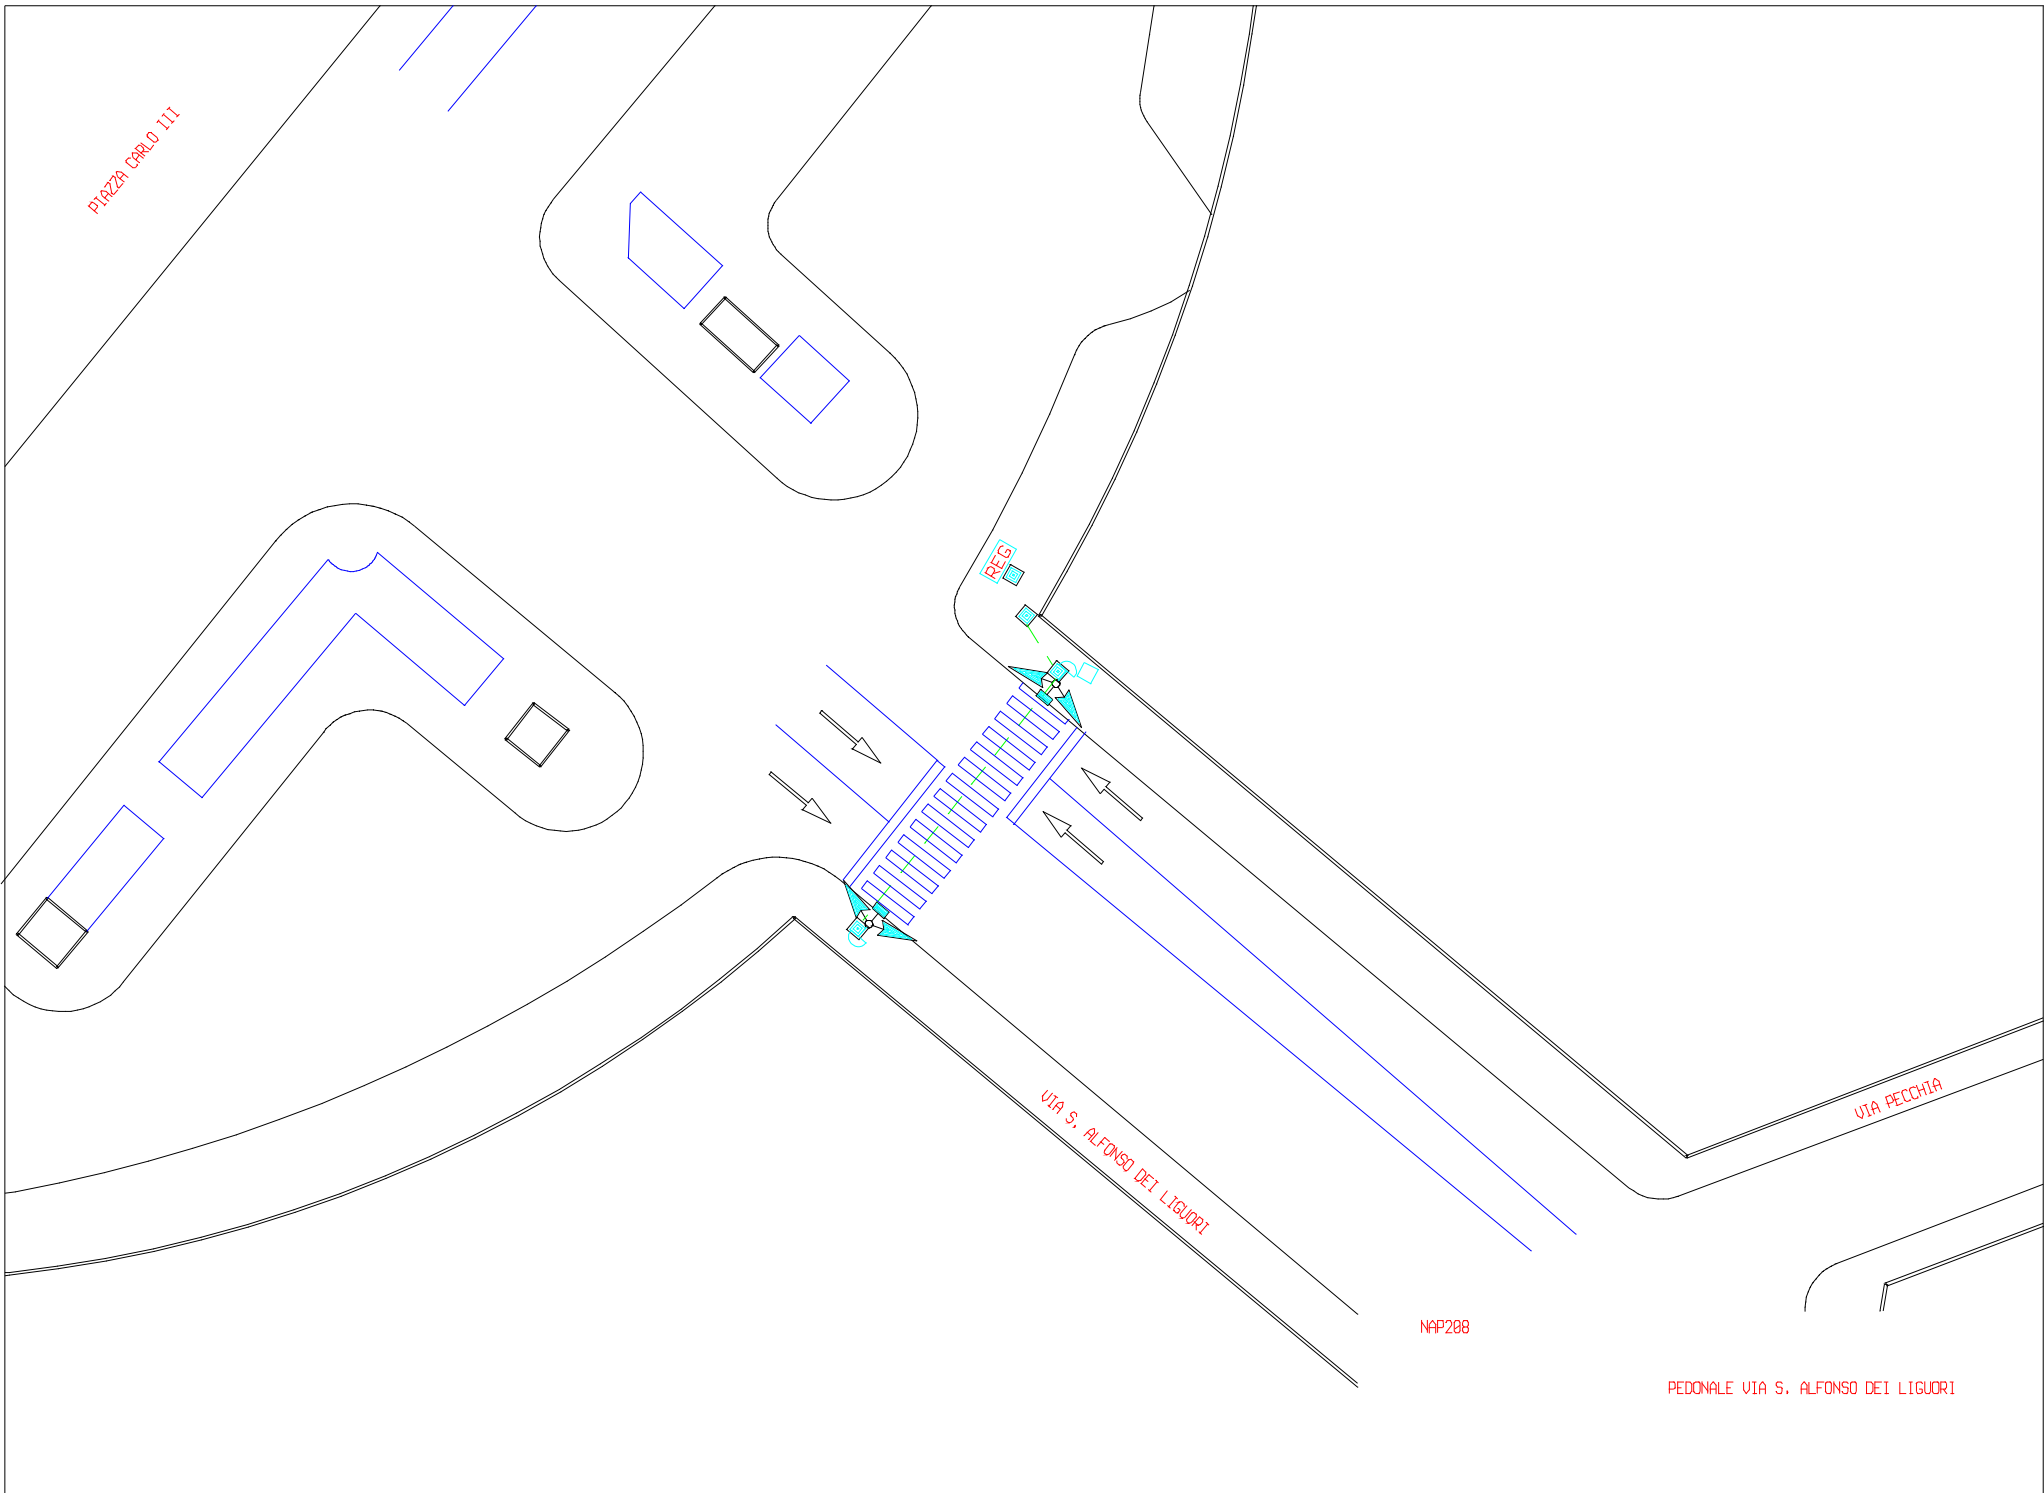 PIAZZA CARLO III
REG
VIA PECCHIA
VIA S. ALFONSO DEI LIGUORI
NAP208
PEDONALE VIA S. ALFONSO DEI LIGUORI